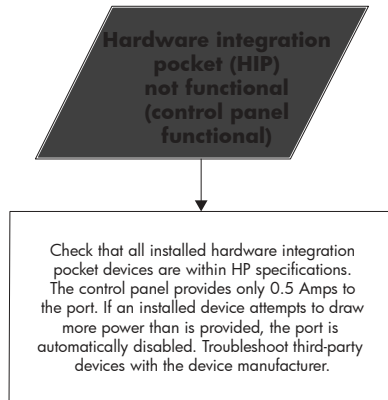 Hardware integration
pocket (HIP)
not functional
(control panel
functional)
Check that all installed hardware integration
pocket devices are within HP specifications.
The control panel provides only 0.5 Amps to
the port. If an installed device attempts to draw
more power than is provided, the port is
automatically disabled. Troubleshoot third-party
devices with the device manufacturer.